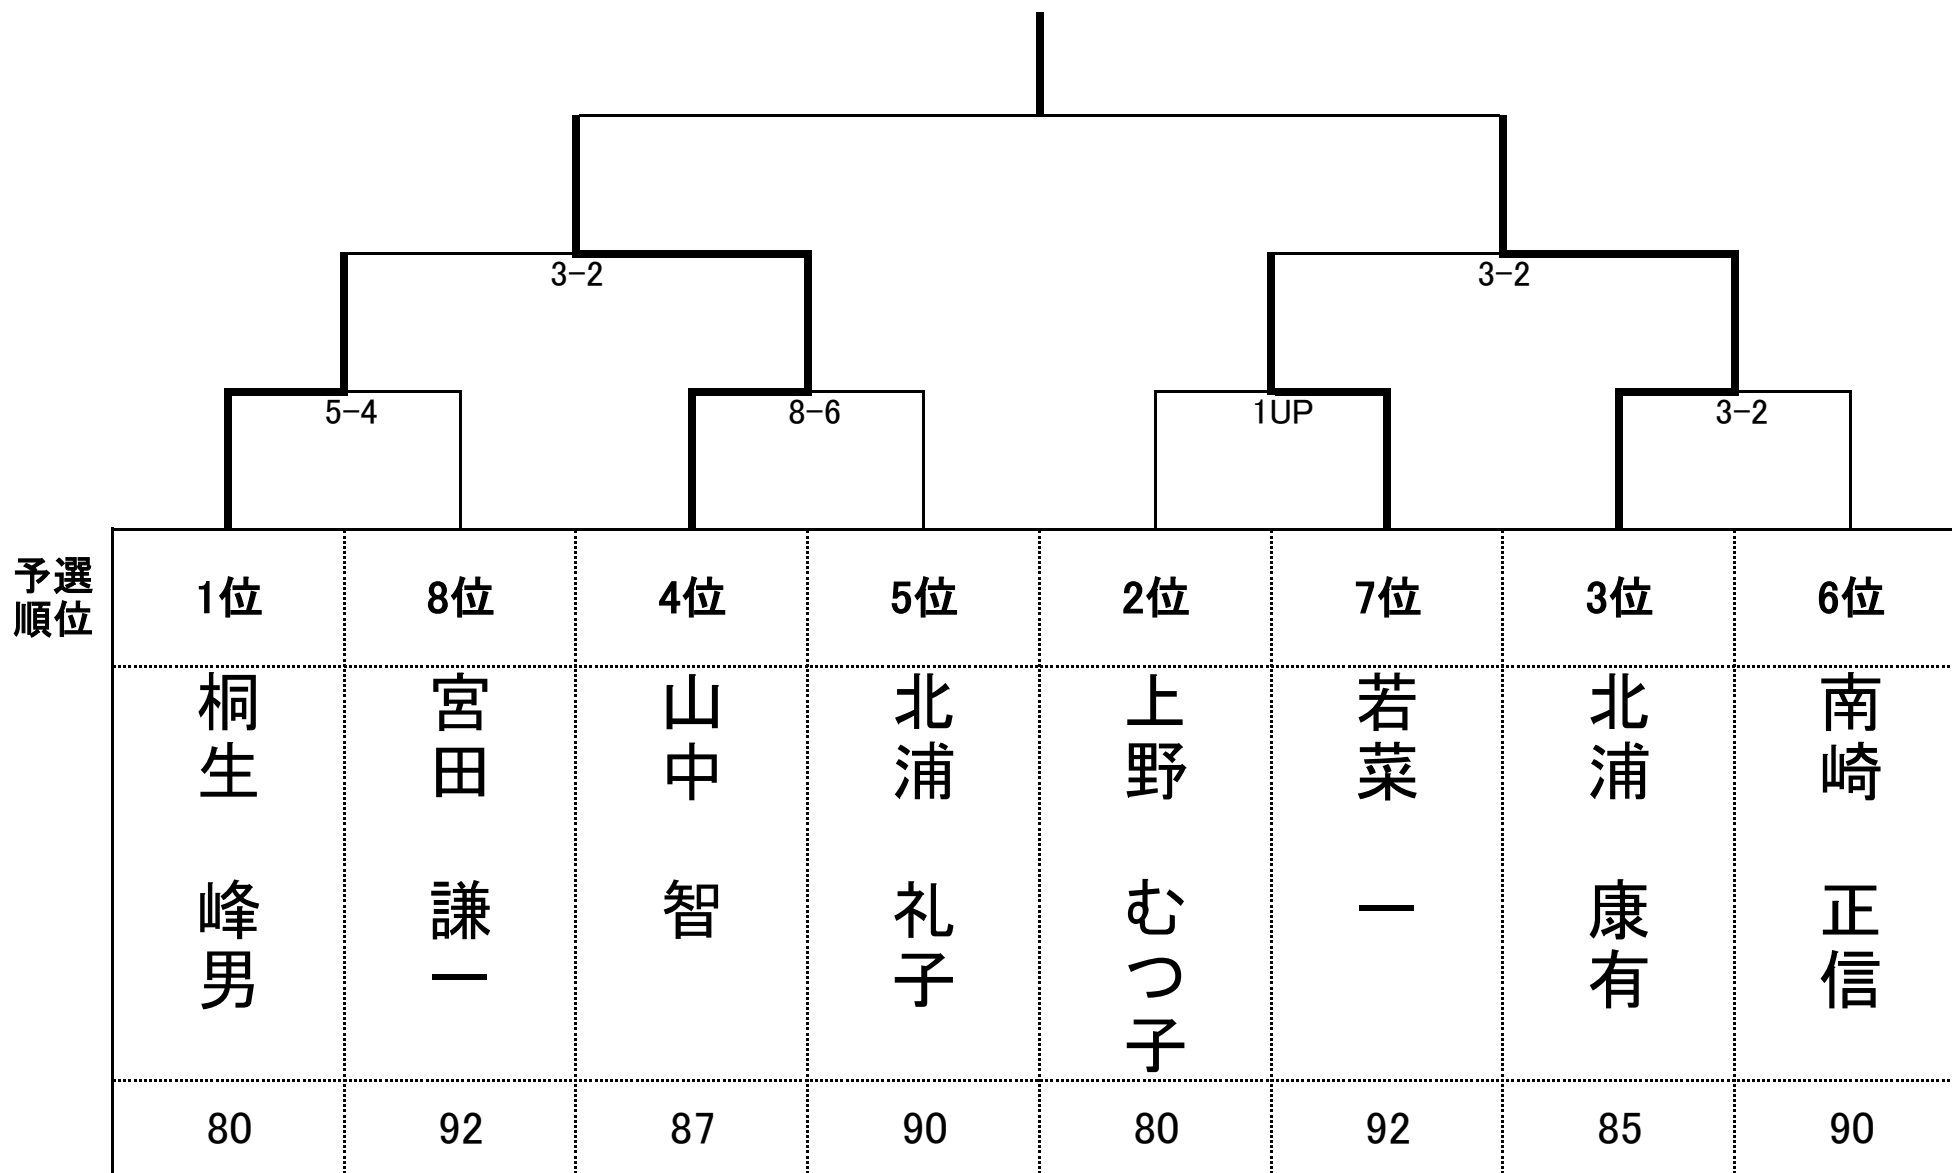 3-2
3-2
5-4
8-6
1UP
3-2
予選
順位
1位
8位
4位
5位
2位
7位
3位
6位
桐生 峰男
宮田 謙一
山中 智
北浦 礼子
上野 むつ子
若菜 一
北浦 康有
南崎 正信
80
92
87
90
80
92
85
90